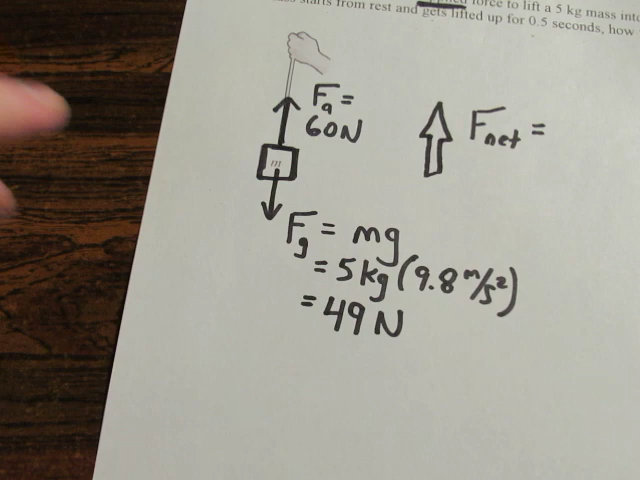 force to lift a 5 kg mass into
starts from rest and gets lifted up for 0.5 seconds, how
Fa =
60N
Fnet =
m
Fg = mg
= 5kg (9.8 m/s²)
= 49 N